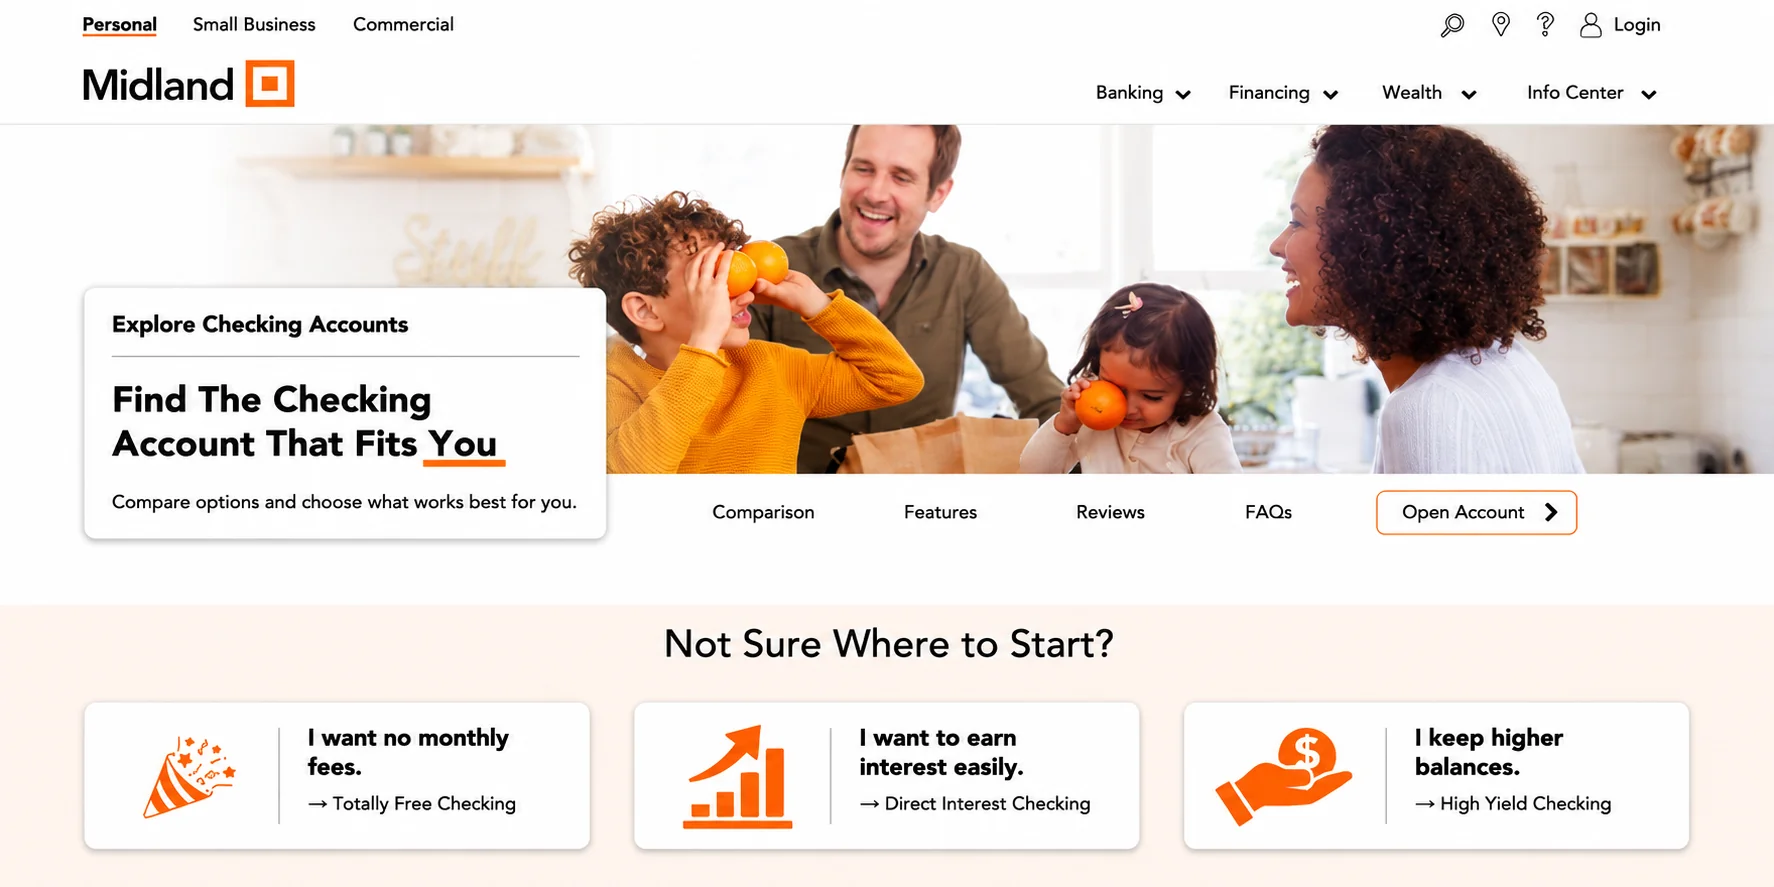 Personal
Small Business
Commercial
Login
Midland
Banking
Financing
Wealth
Info Center
Stuff
Explore Checking Accounts
Find The Checking
Account That Fits You
Compare options and choose what works best for you.
Comparison
Features
Reviews
FAQs
Open Account
Not Sure Where to Start?
I want no monthly
fees.
→ Totally Free Checking
I want to earn
interest easily.
→ Direct Interest Checking
$
I keep higher
balances.
→ High Yield Checking